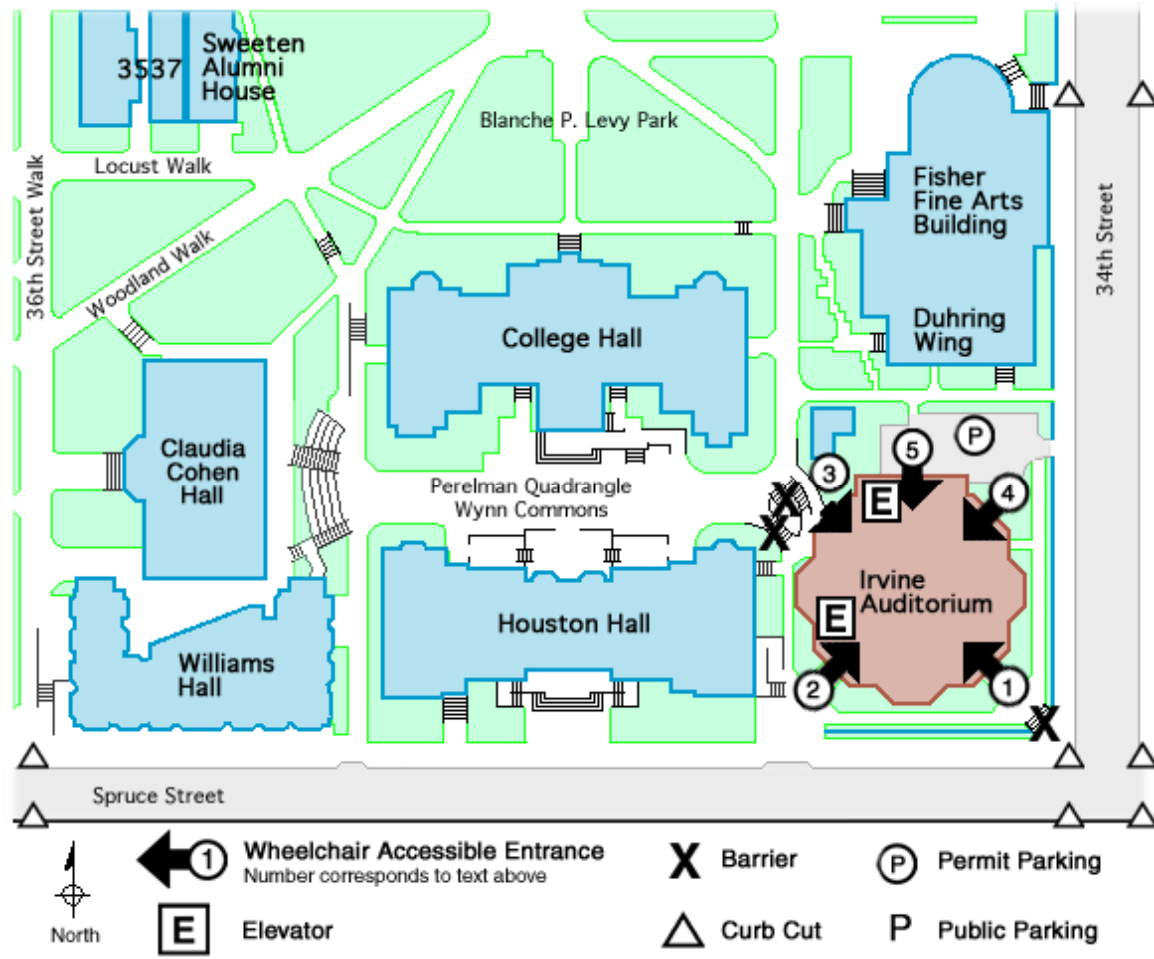 3537
Sweeten
Alumni
House
Blanche P. Levy Park
Locust Walk
36th Street Walk
Woodland Walk
Fisher
Fine Arts
Building
34th Street
Duhring
Wing
College Hall
P
Claudia
Cohen
Hall
5
3
4
E
Perelman Quadrangle
Wynn Commons
X
X
Irvine
Auditorium
E
Houston Hall
Williams
Hall
2
1
X
Spruce Street
1
Wheelchair Accessible Entrance
Number corresponds to text above
X
Barrier
P
Permit Parking
North
E
Elevator
Curb Cut
P
Public Parking